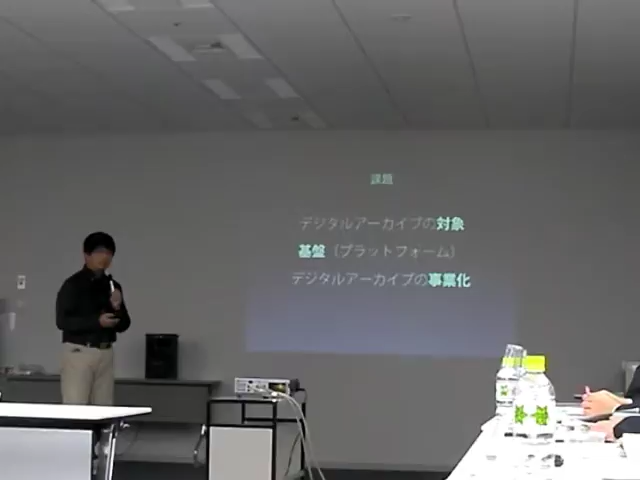 課題
デジタルアーカイブの対象
基盤（プラットフォーム）
デジタルアーカイブの事業化